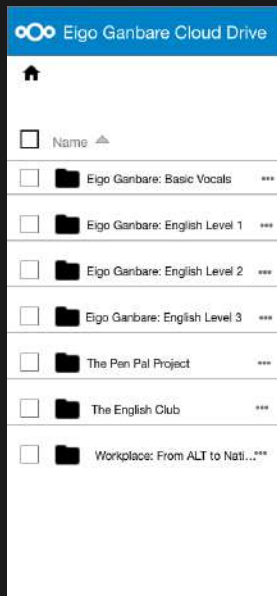 Eigo Ganbare Cloud Drive
Name
Eigo Ganbare: Basic Vocals ...
Eigo Ganbare: English Level 1 ...
Eigo Ganbare: English Level 2 ...
Eigo Ganbare: English Level 3 ...
The Pen Pal Project ...
The English Club ...
Workplace: From ALT to Nati... ...